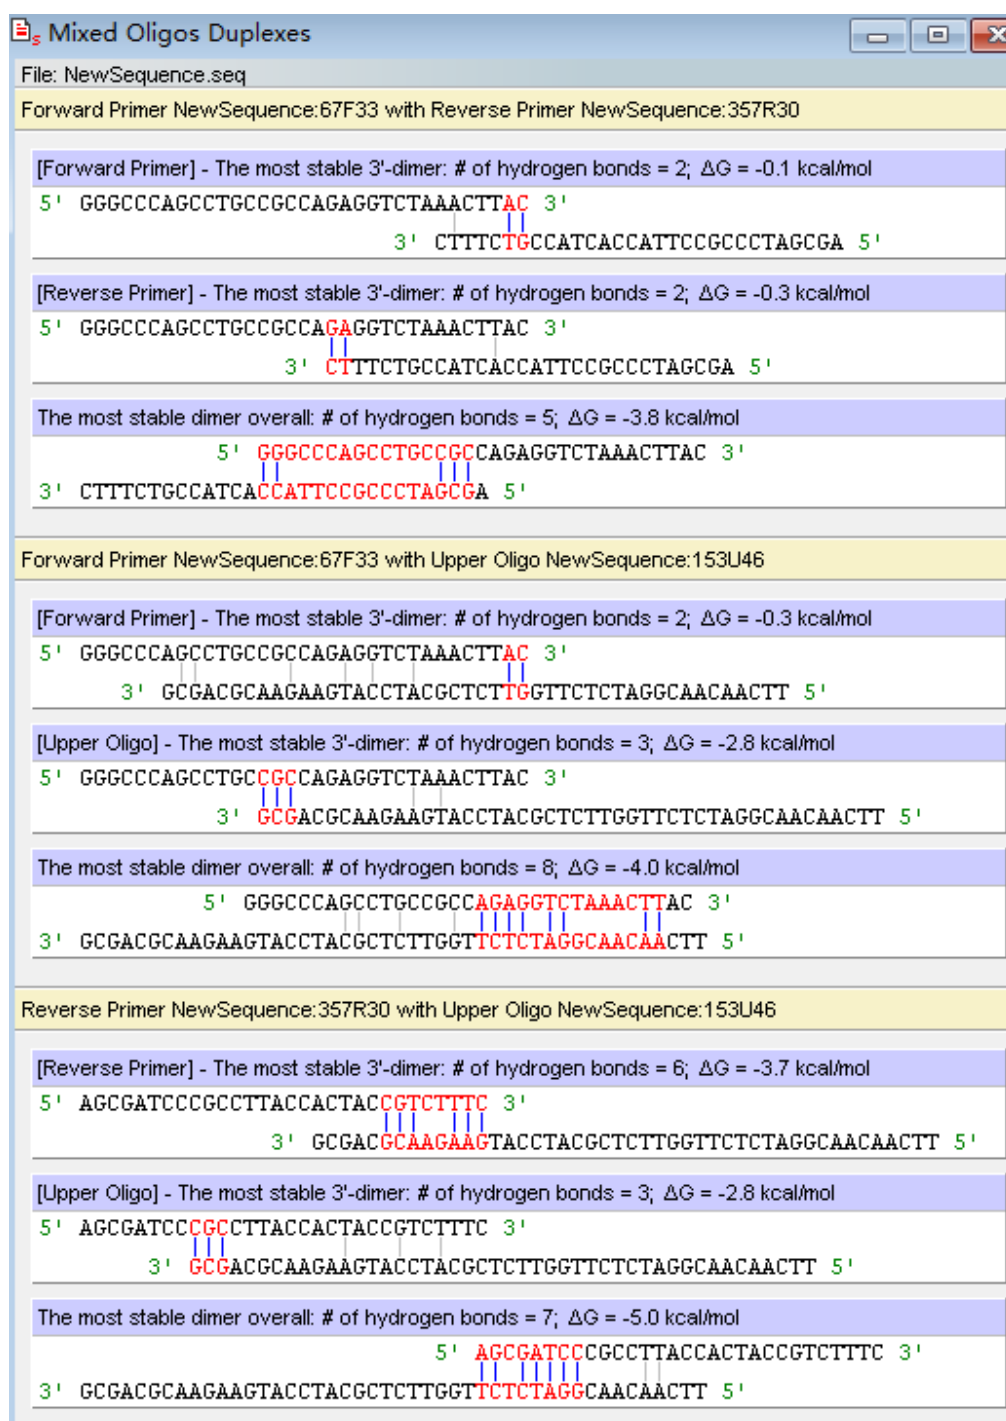 Mixed Oligos Duplexes
File: NewSequence.seq
Forward Primer NewSequence:67F33 with Reverse Primer NewSequence:357R30
[Forward Primer] - The most stable 3'-dimer: # of hydrogen bonds = 2; ΔG = -0.1 kcal/mol
5' GGGCCCAGCCTGCCGCCAGAGGTCTAAACTTAC 3'
3' CTTTCTGCCATCACCATTCCGCCCTAGCGA 5'
[Reverse Primer] - The most stable 3'-dimer: # of hydrogen bonds = 2; ΔG = -0.3 kcal/mol
5' GGGCCCAGCCTGCCGCCAGAGGTCTAAACTTAC 3'
3' CTTTCTGCCATCACCATTCCGCCCTAGCGA 5'
The most stable dimer overall: # of hydrogen bonds = 5; ΔG = -3.8 kcal/mol
5' GGGCCCAGCCTGCCGCCAGAGGTCTAAACTTAC 3'
3' CTTTCTGCCATCACCATTCCGCCCTAGCGA 5'
Forward Primer NewSequence:67F33 with Upper Oligo NewSequence:153U46
[Forward Primer] - The most stable 3'-dimer: # of hydrogen bonds = 2; ΔG = -0.3 kcal/mol
5' GGGCCCAGCCTGCCGCCAGAGGTCTAAACTTAC 3'
3' GCGACGCAAGAAGTACCTACGCTCTTGGTTCTCTAGGCAACAACTT 5'
[Upper Oligo] - The most stable 3'-dimer: # of hydrogen bonds = 3; ΔG = -2.8 kcal/mol
5' GGGCCCAGCCTGCCGCCAGAGGTCTAAACTTAC 3'
3' GCGACGCAAGAAGTACCTACGCTCTTGGTTCTCTAGGCAACAACTT 5'
The most stable dimer overall: # of hydrogen bonds = 8; ΔG = -4.0 kcal/mol
5' GGGCCCAGCCTGCCGCCAGAGGTCTAAACTTAC 3'
3' GCGACGCAAGAAGTACCTACGCTCTTGGTTCTCTAGGCAACAACTT 5'
Reverse Primer NewSequence:357R30 with Upper Oligo NewSequence:153U46
[Reverse Primer] - The most stable 3'-dimer: # of hydrogen bonds = 6; ΔG = -3.7 kcal/mol
5' AGCGATCCCGCCTTACCACTACCGTCTTTC 3'
3' GCGACGCAAGAAGTACCTACGCTCTTGGTTCTCTAGGCAACAACTT 5'
[Upper Oligo] - The most stable 3'-dimer: # of hydrogen bonds = 3; ΔG = -2.8 kcal/mol
5' AGCGATCCCGCCTTACCACTACCGTCTTTC 3'
3' GCGACGCAAGAAGTACCTACGCTCTTGGTTCTCTAGGCAACAACTT 5'
The most stable dimer overall: # of hydrogen bonds = 7; ΔG = -5.0 kcal/mol
5' AGCGATCCCGCCTTACCACTACCGTCTTTC 3'
3' GCGACGCAAGAAGTACCTACGCTCTTGGTTCTCTAGGCAACAACTT 5'